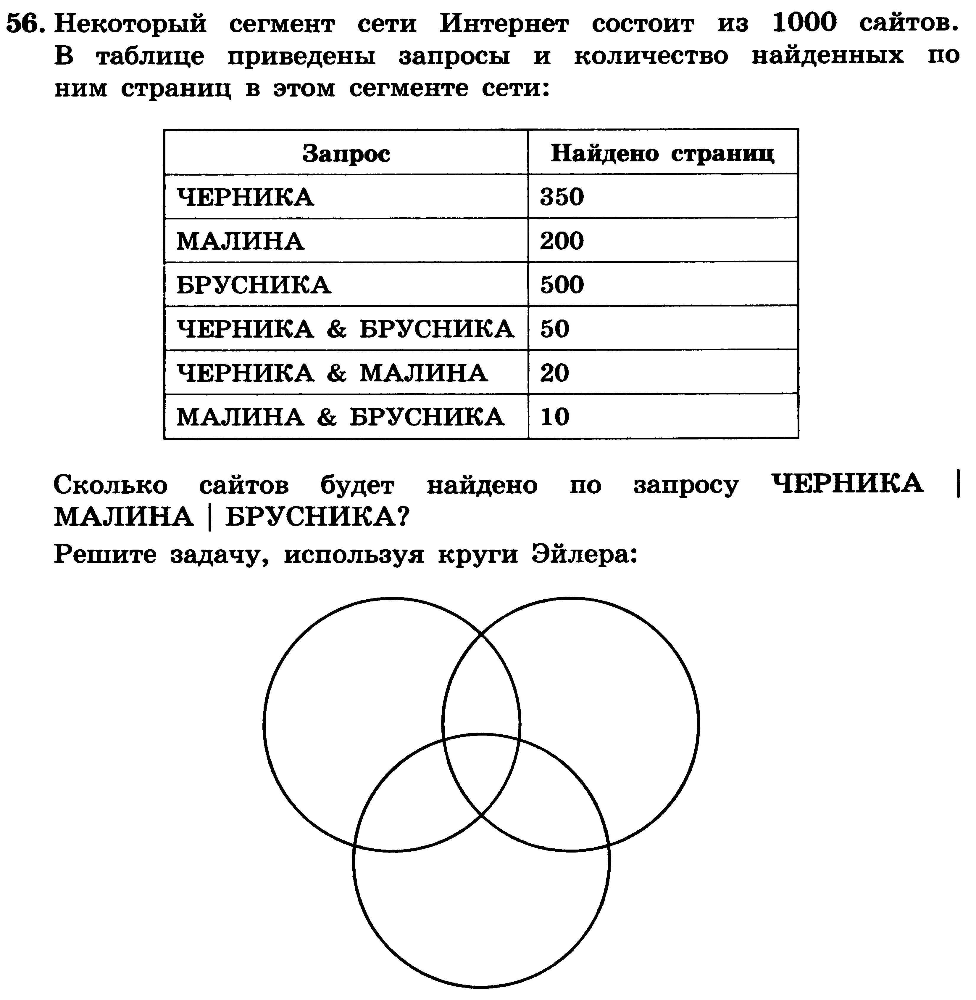 56. Некоторый сегмент сети Интернет состоит из 1000 сайтов.
В таблице приведены запросы и количество найденных по
ним страниц в этом сегменте сети:
Запрос Найдено страниц
ЧЕРНИКА 350
МАЛИНА 200
БРУСНИКА 500
ЧЕРНИКА & БРУСНИКА 50
ЧЕРНИКА & МАЛИНА 20
МАЛИНА & БРУСНИКА 10
Сколько сайтов будет найдено по запросу ЧЕРНИКА |
МАЛИНА | БРУСНИКА?
Решите задачу, используя круги Эйлера: